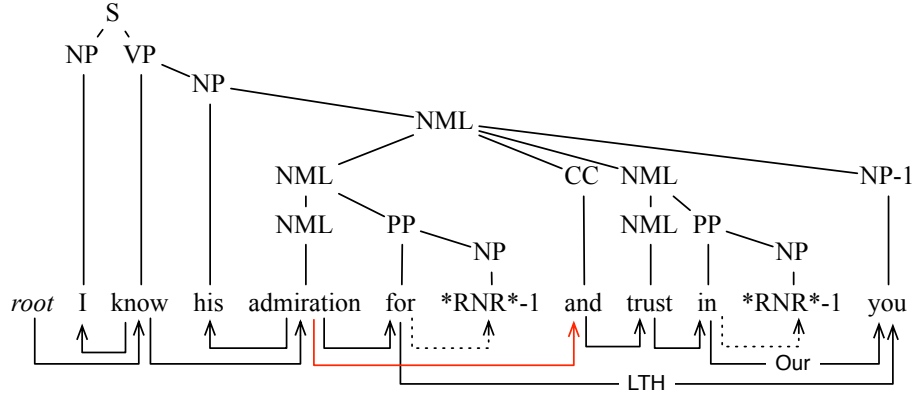 S
NP VP
NP
NML
NML CC NML NP-1
NML PP NML PP
NP NP
root I know his admiration for *RNR*-1 and trust in *RNR*-1 you
Our
LTH